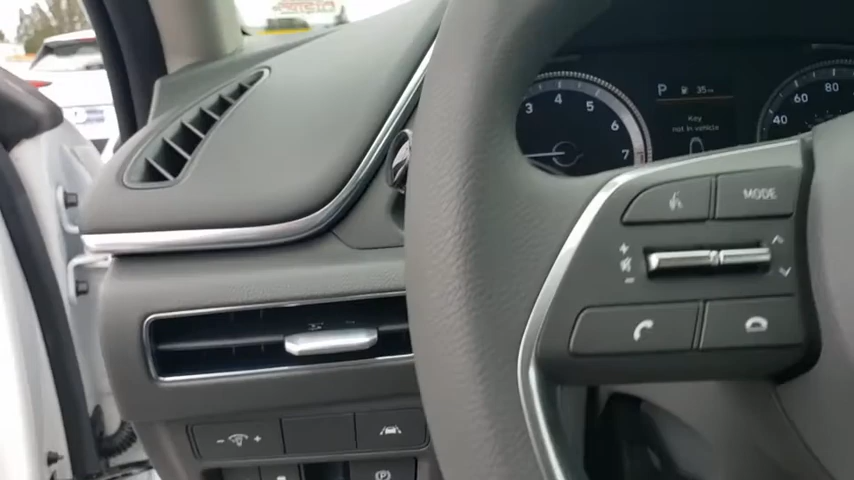 P 35
Key
not in vehicle
3 4 5 6 7
40 60 80
MODE
+
-
- +
P